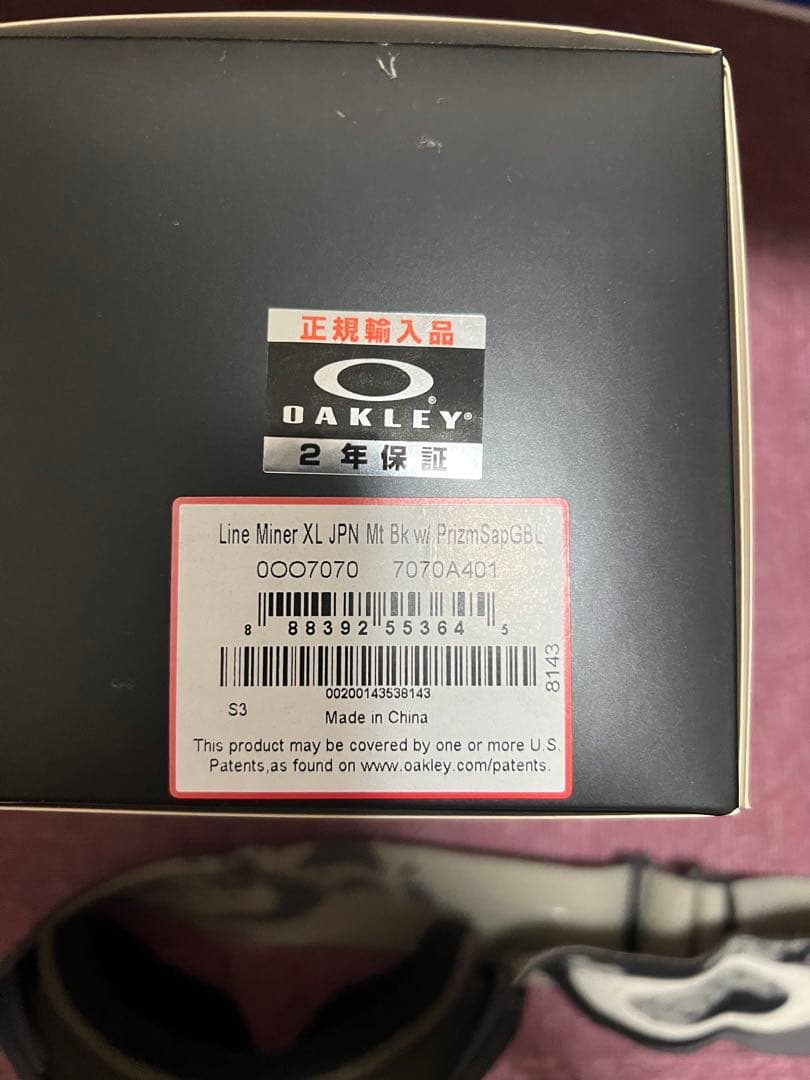 正規輸入品
OAKLEY®
2年保証
Line Miner XL JPN Mt Bk w/ PrizmSapGBL
0OO7070 7070A401
8 88392 55364 5
00200143538143
8143
S3
Made in China
This product may be covered by one or more U.S.
Patents,as found on www.oakley.com/patents.